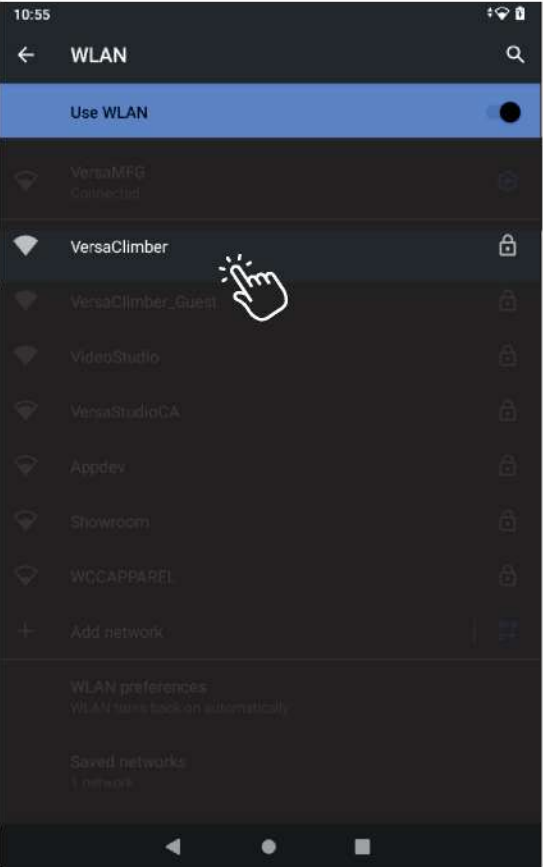 10:55
WLAN
Use WLAN
VersaMFG
Connected
VersaClimber
VersaClimber_Guest
VideoStudio
VersaStudioCA
Appdev
Showroom
WCCAPPAREL
Add network
WLAN preferences
WLAN turns back on automatically
Saved networks
1 network